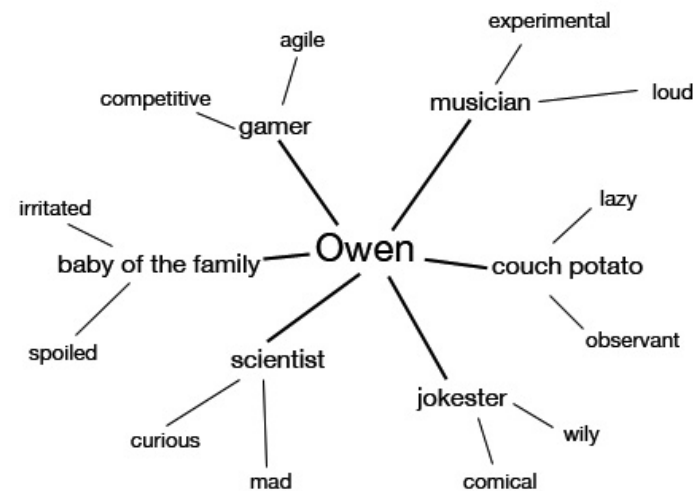 experimental
agile
competitive
musician
loud
gamer
irritated
lazy
Owen
baby of the family
couch potato
spoiled
observant
scientist
jokester
curious
wily
mad
comical